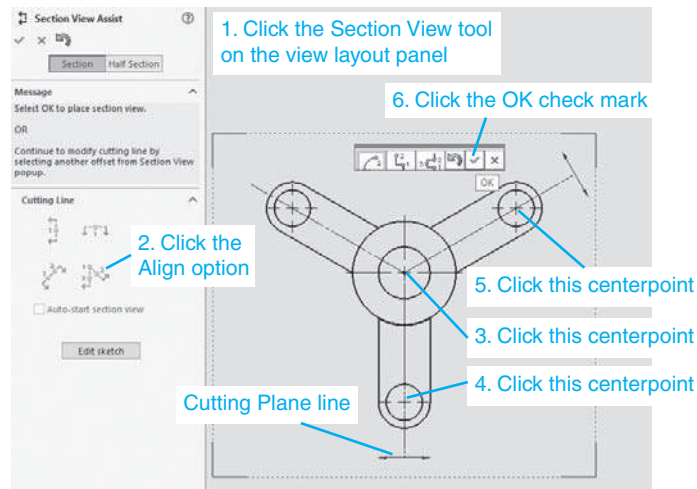 Section View Assist
Section
Half Section
Message
Select OK to place section view.
OR
Continue to modify cutting line by
selecting another offset from Section View
popup.
Cutting Line
Auto-start section view
Edit sketch
1. Click the Section View tool
on the view layout panel
6. Click the OK check mark
OK
2. Click the
Align option
5. Click this centerpoint
3. Click this centerpoint
4. Click this centerpoint
Cutting Plane line